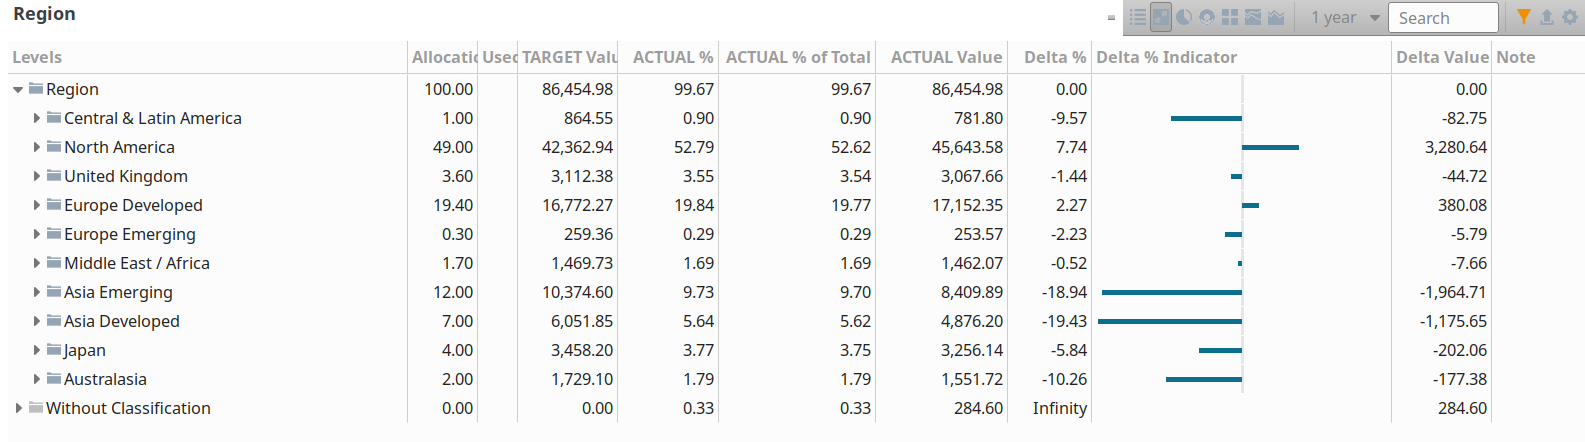 Region
1 year Search
Levels Allocatic Used TARGET Valu ACTUAL % ACTUAL % of Total ACTUAL Value Delta % Delta % Indicator Delta Value Note
Region 100.00 86,454.98 99.67 99.67 86,454.98 0.00 0.00
Central & Latin America 1.00 864.55 0.90 0.90 781.80 -9.57 -82.75
North America 49.00 42,362.94 52.79 52.62 45,643.58 7.74 3,280.64
United Kingdom 3.60 3,112.38 3.55 3.54 3,067.66 -1.44 -44.72
Europe Developed 19.40 16,772.27 19.84 19.77 17,152.35 2.27 380.08
Europe Emerging 0.30 259.36 0.29 0.29 253.57 -2.23 -5.79
Middle East / Africa 1.70 1,469.73 1.69 1.69 1,462.07 -0.52 -7.66
Asia Emerging 12.00 10,374.60 9.73 9.70 8,409.89 -18.94 -1,964.71
Asia Developed 7.00 6,051.85 5.64 5.62 4,876.20 -19.43 -1,175.65
Japan 4.00 3,458.20 3.77 3.75 3,256.14 -5.84 -202.06
Australasia 2.00 1,729.10 1.79 1.79 1,551.72 -10.26 -177.38
Without Classification 0.00 0.00 0.33 0.33 284.60 Infinity 284.60